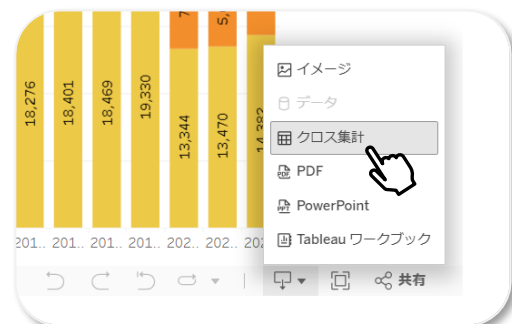 イメージ
データ
クロス集計
PDF
PowerPoint
Tableau ワークブック
18,276
18,401
18,469
19,330
13,344
13,470
201.. 201.. 201.. 201.. 202.. 202..
共有